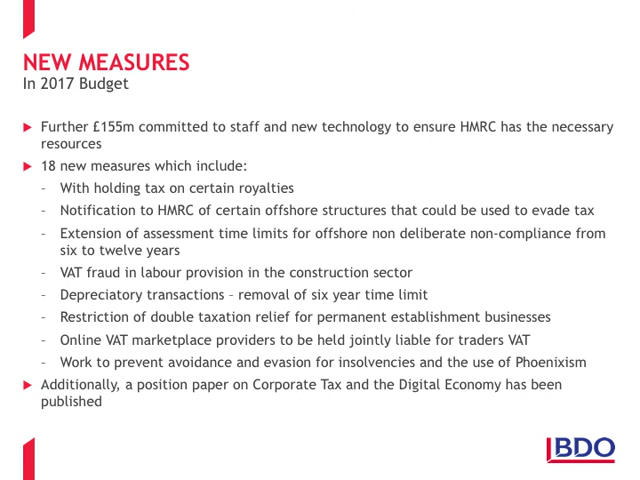 NEW MEASURES
In 2017 Budget
Further £155m committed to staff and new technology to ensure HMRC has the necessary
resources
18 new measures which include:
- With holding tax on certain royalties
- Notification to HMRC of certain offshore structures that could be used to evade tax
- Extension of assessment time limits for offshore non deliberate non-compliance from
six to twelve years
- VAT fraud in labour provision in the construction sector
- Depreciatory transactions – removal of six year time limit
- Restriction of double taxation relief for permanent establishment businesses
- Online VAT marketplace providers to be held jointly liable for traders VAT
- Work to prevent avoidance and evasion for insolvencies and the use of Phoenixism
Additionally, a position paper on Corporate Tax and the Digital Economy has been
published
BDO